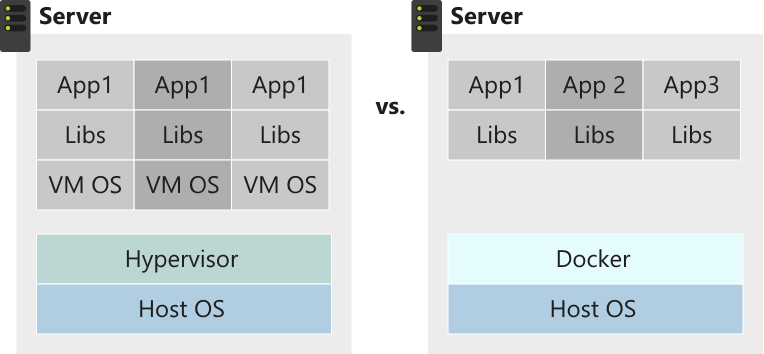 Server
App1 App1 App1
Libs Libs Libs
VM OS VM OS VM OS
Hypervisor
Host OS
vs.
Server
App1 App 2 App3
Libs Libs Libs
Docker
Host OS